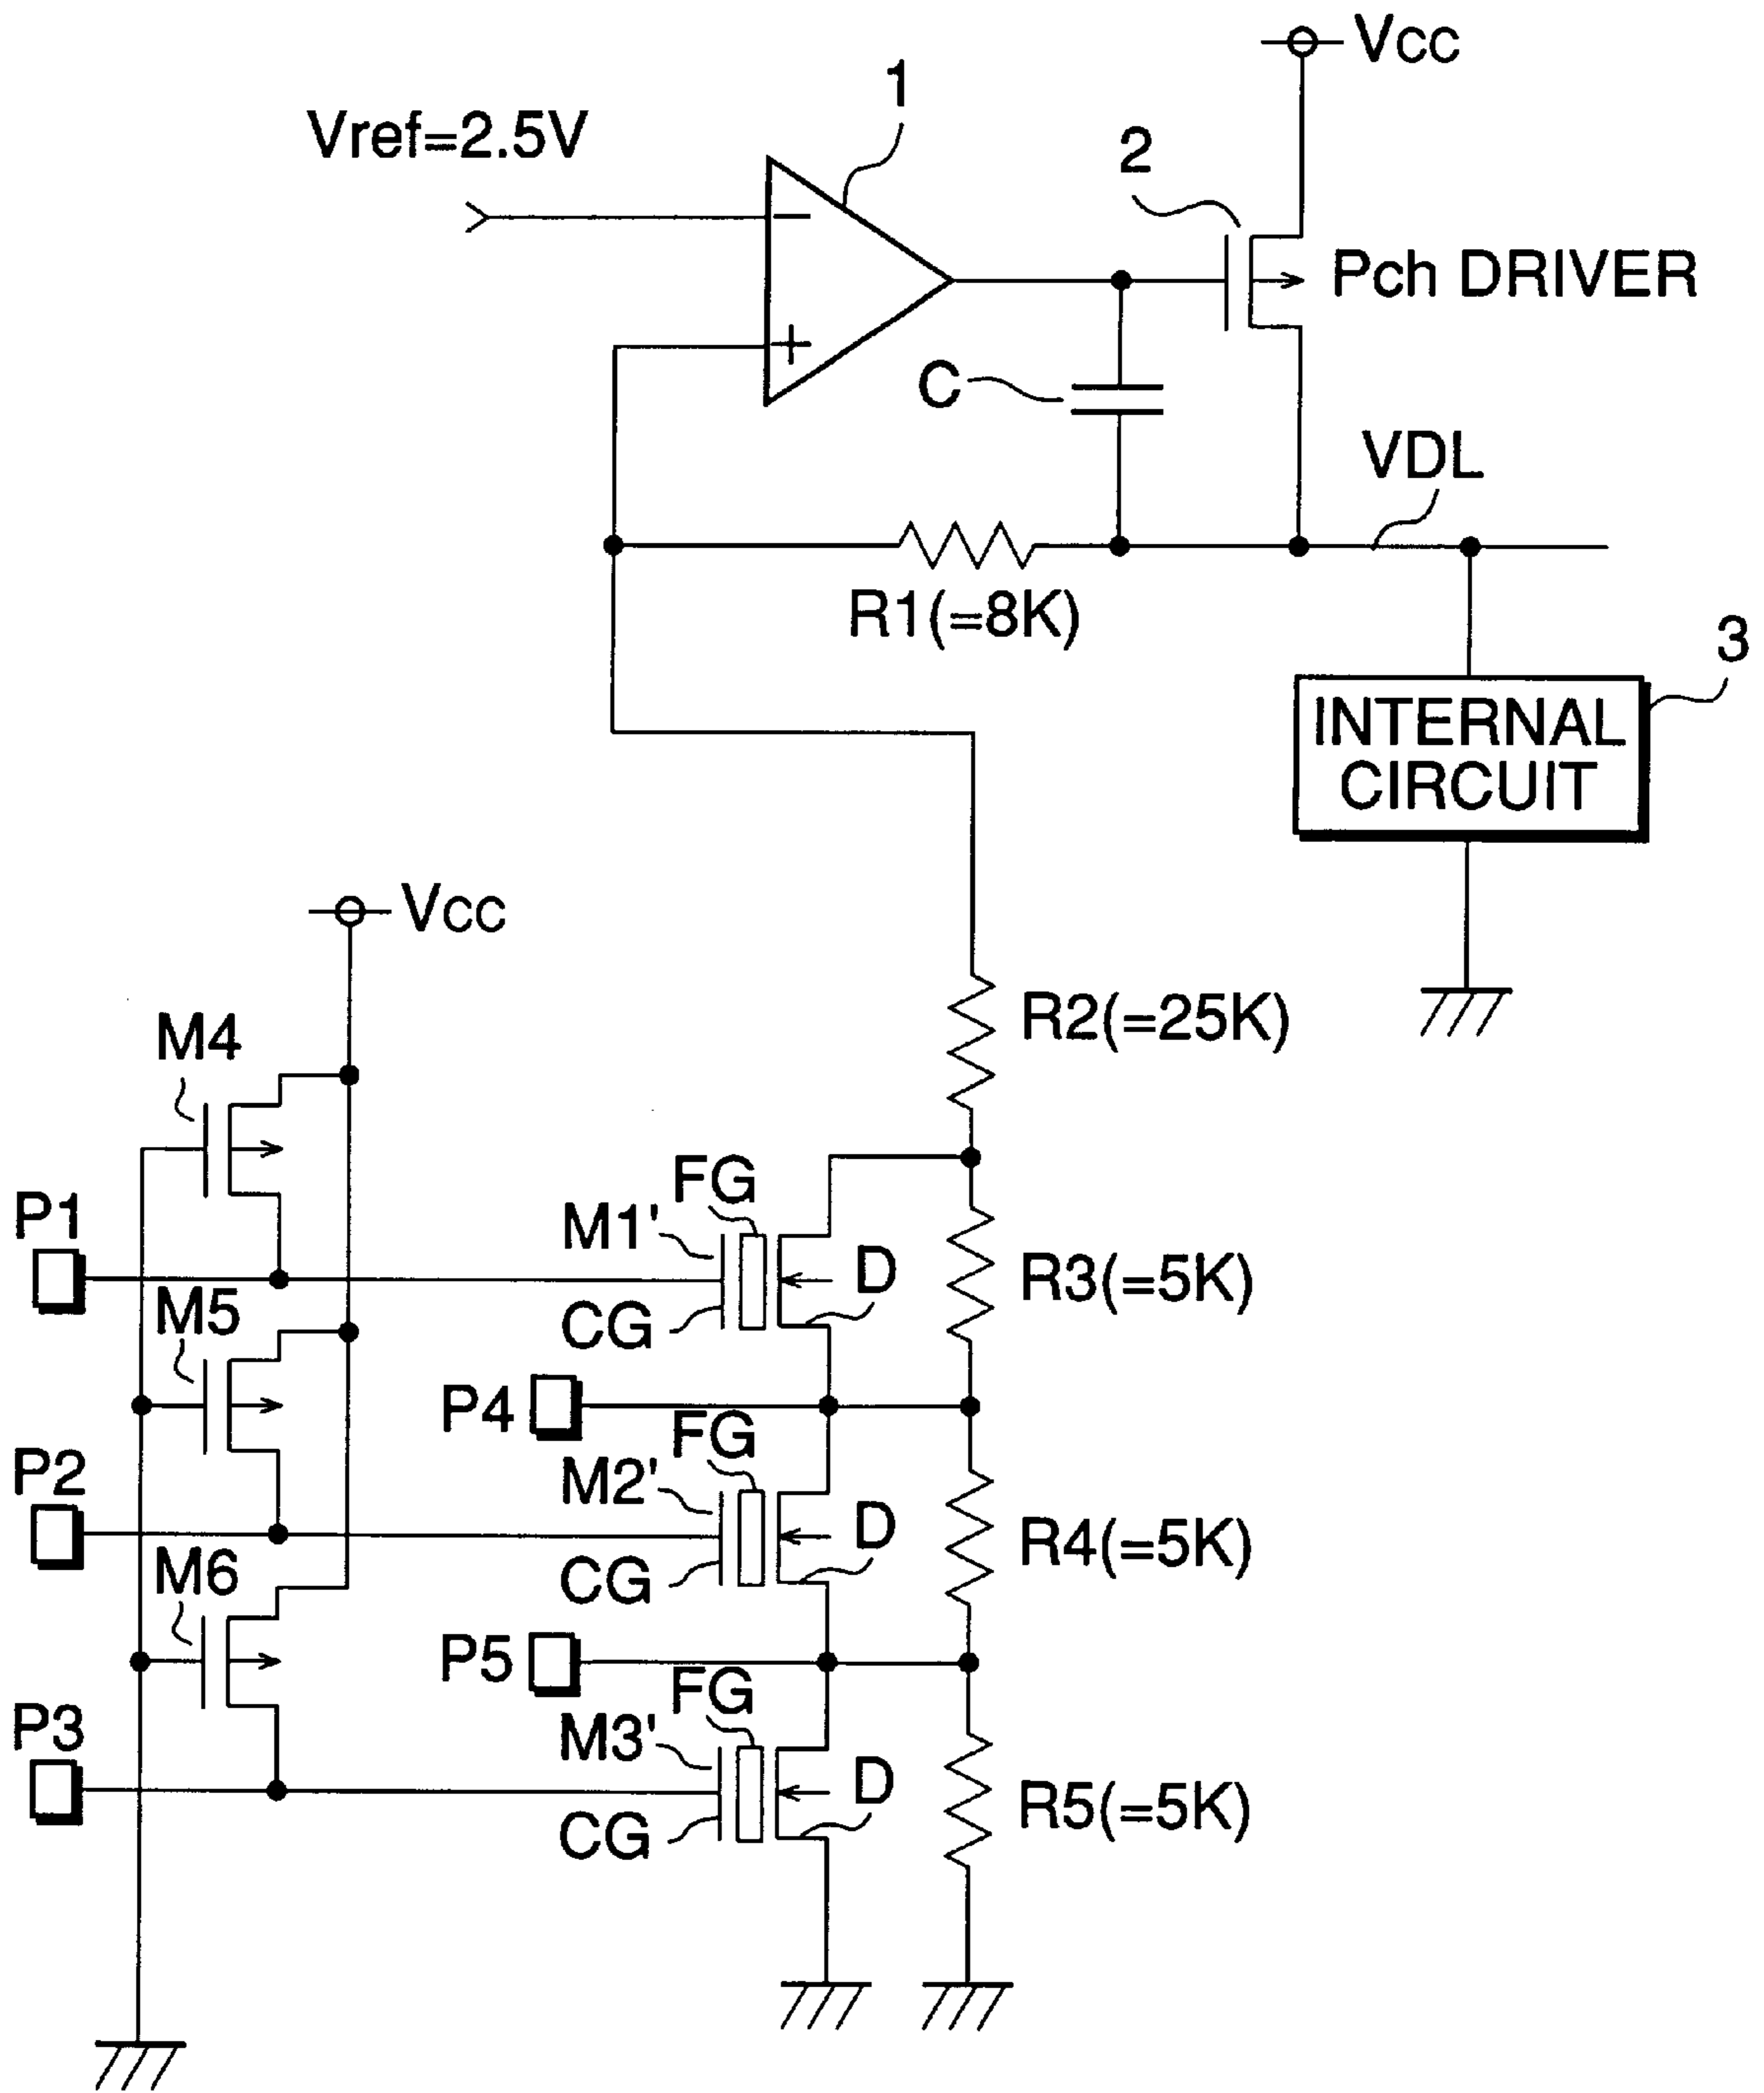 Vcc
1
Vref=2.5V
2
−
Pch DRIVER
+
C
VDL
R1(=8K)
3
INTERNAL
CIRCUIT
Vcc
R2(=25K)
M4
FG
P1
M1'
D
R3(=5K)
M5
CG
P4
FG
P2
M2'
D
R4(=5K)
M6
CG
P5
FG
P3
M3'
D
R5(=5K)
CG